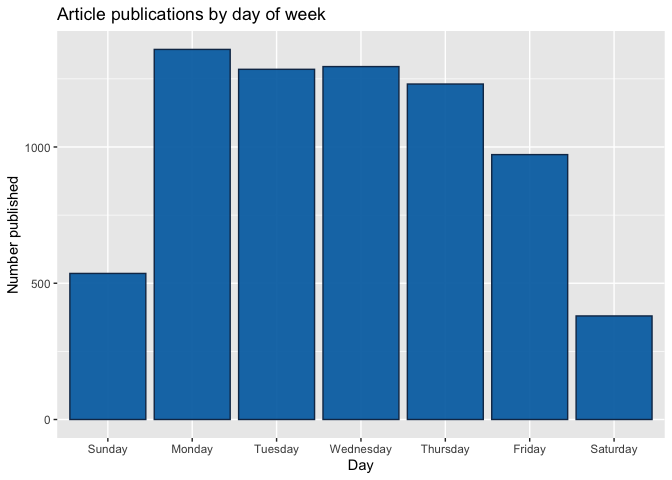 Article publications by day of week
Number published
1000
500
0
Sunday Monday Tuesday Wednesday Thursday Friday Saturday
Day